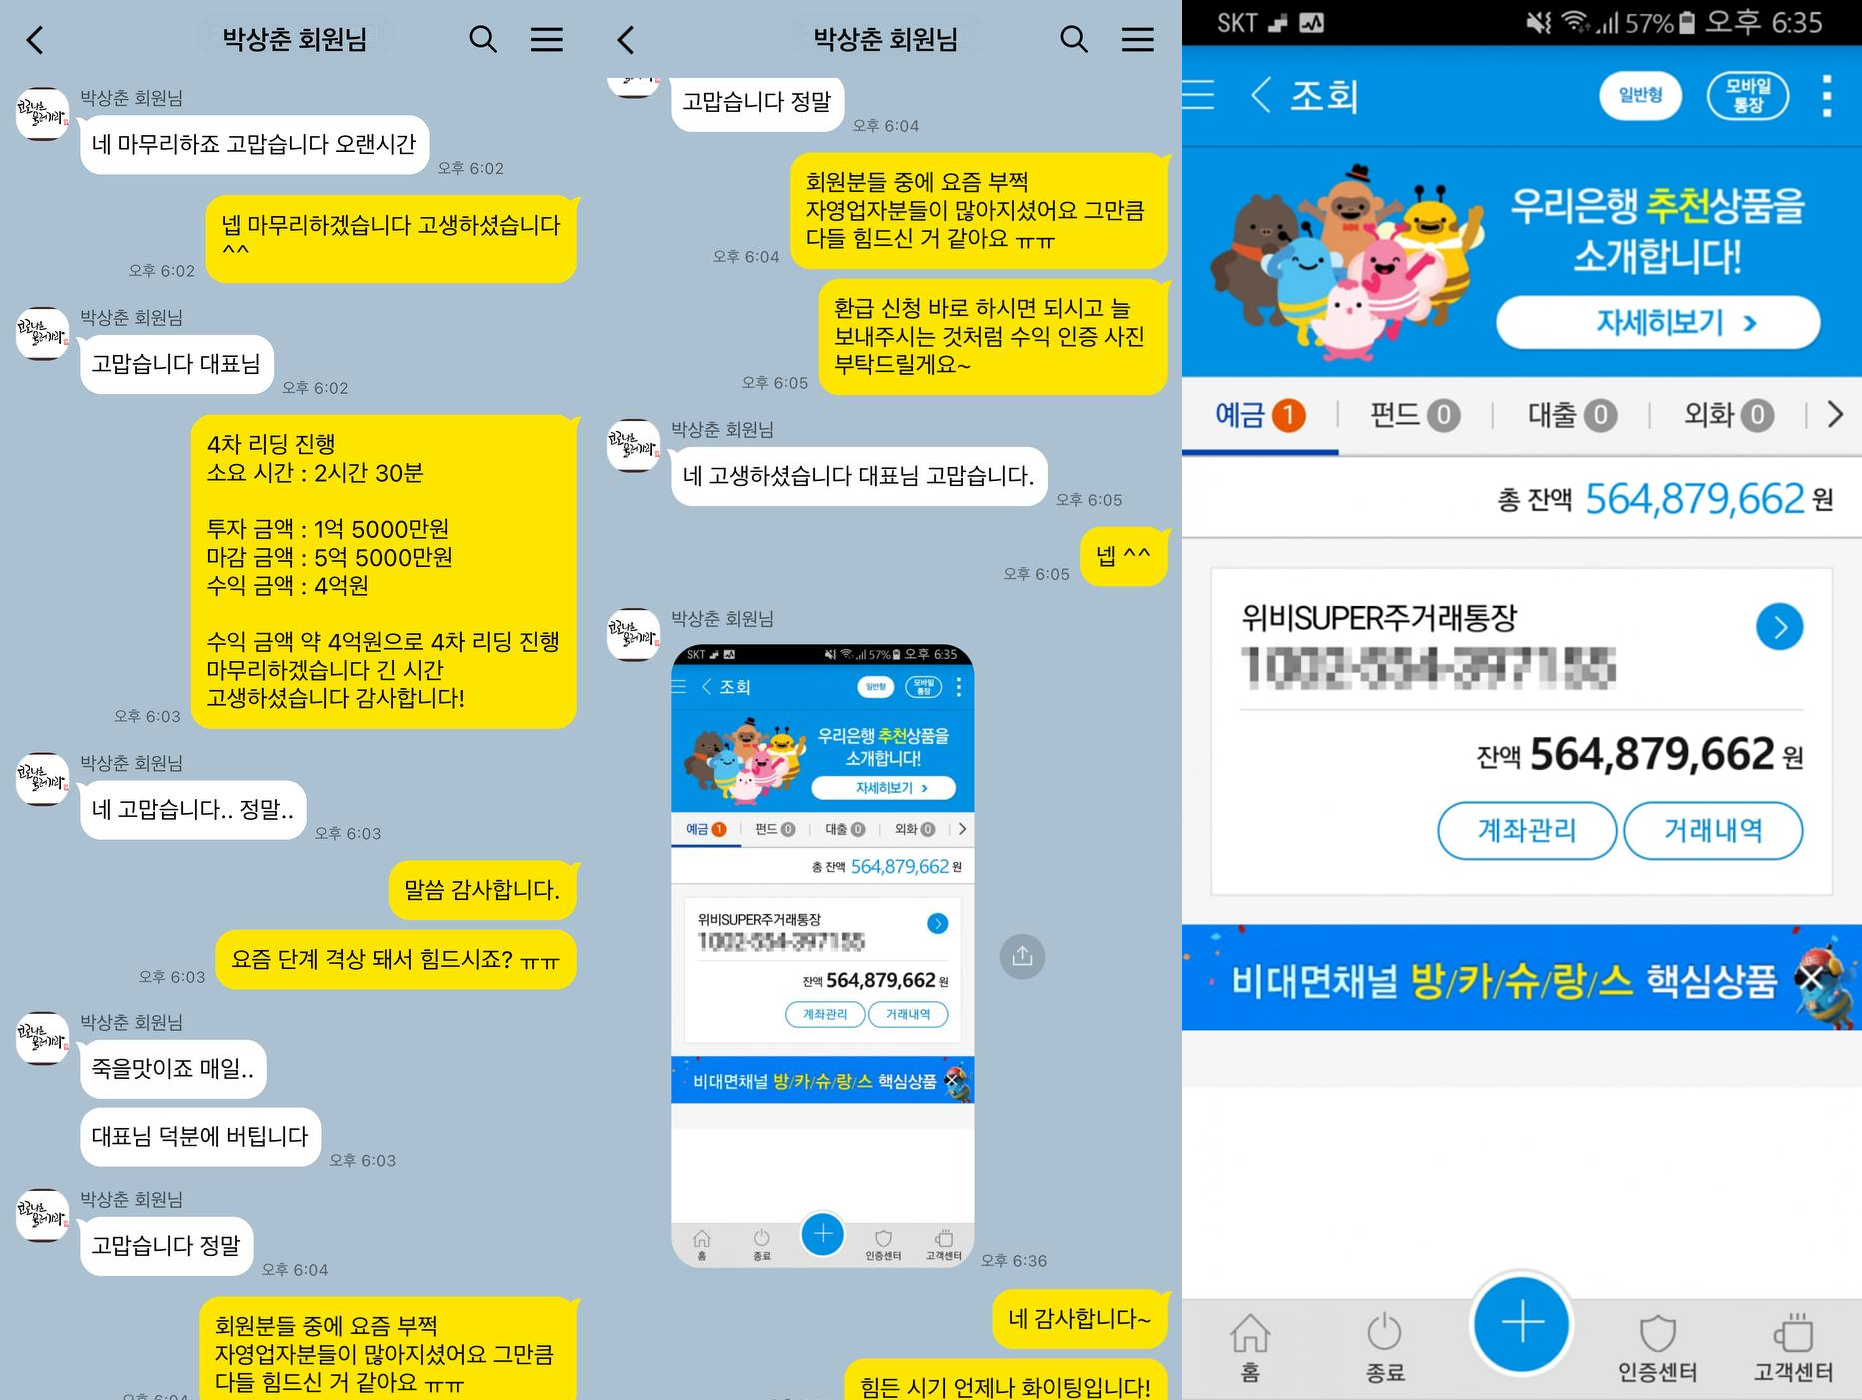 박상춘 회원님
박상춘 회원님
네 마무리하죠 고맙습니다 오랜시간
오후 6:02
넵 마무리하겠습니다 고생하셨습니다
^^
오후 6:02
박상춘 회원님
고맙습니다 대표님
오후 6:02
4차 리딩 진행
소요 시간 : 2시간 30분
투자 금액 : 1억 5000만원
마감 금액 : 5억 5000만원
수익 금액 : 4억원
수익 금액 약 4억원으로 4차 리딩 진행
마무리하겠습니다 긴 시간
고생하셨습니다 감사합니다!
오후 6:03
박상춘 회원님
네 고맙습니다.. 정말..
오후 6:03
말씀 감사합니다.
요즘 단계 격상 돼서 힘드시죠? ㅠㅠ
오후 6:03
박상춘 회원님
죽을맛이죠 매일..
대표님 덕분에 버팁니다
오후 6:03
박상춘 회원님
고맙습니다 정말
오후 6:04
회원분들 중에 요즘 부쩍
자영업자분들이 많아지셨어요 그만큼
다들 힘드신 거 같아요 ㅠㅠ
오후 6:04
박상춘 회원님
고맙습니다 정말
오후 6:04
회원분들 중에 요즘 부쩍
자영업자분들이 많아지셨어요 그만큼
다들 힘드신 거 같아요 ㅠㅠ
오후 6:04
환급 신청 바로 하시면 되시고 늘
보내주시는 것처럼 수익 인증 사진
부탁드릴게요~
오후 6:05
박상춘 회원님
네 고생하셨습니다 대표님 고맙습니다.
오후 6:05
넵 ^^
오후 6:05
박상춘 회원님
SKT 57% 오후 6:35
조회 일반형 모바일
통장
우리은행 추천상품을
소개합니다!
자세히보기 >
예금 1 펀드 0 대출 0 외화 0
총 잔액 564,879,662 원
위비SUPER주거래통장
잔액 564,879,662 원
계좌관리 거래내역
비대면채널 방/카/슈/랑/스 핵심상품
홈 종료 인증센터 고객센터
오후 6:36
네 감사합니다~
힘든 시기 언제나 화이팅입니다!
SKT 57% 오후 6:35
조회 일반형 모바일
통장
우리은행 추천상품을
소개합니다!
자세히보기 >
예금 1 펀드 0 대출 0 외화 0
총 잔액 564,879,662 원
위비SUPER주거래통장
잔액 564,879,662 원
계좌관리 거래내역
비대면채널 방/카/슈/랑/스 핵심상품
홈 종료 인증센터 고객센터